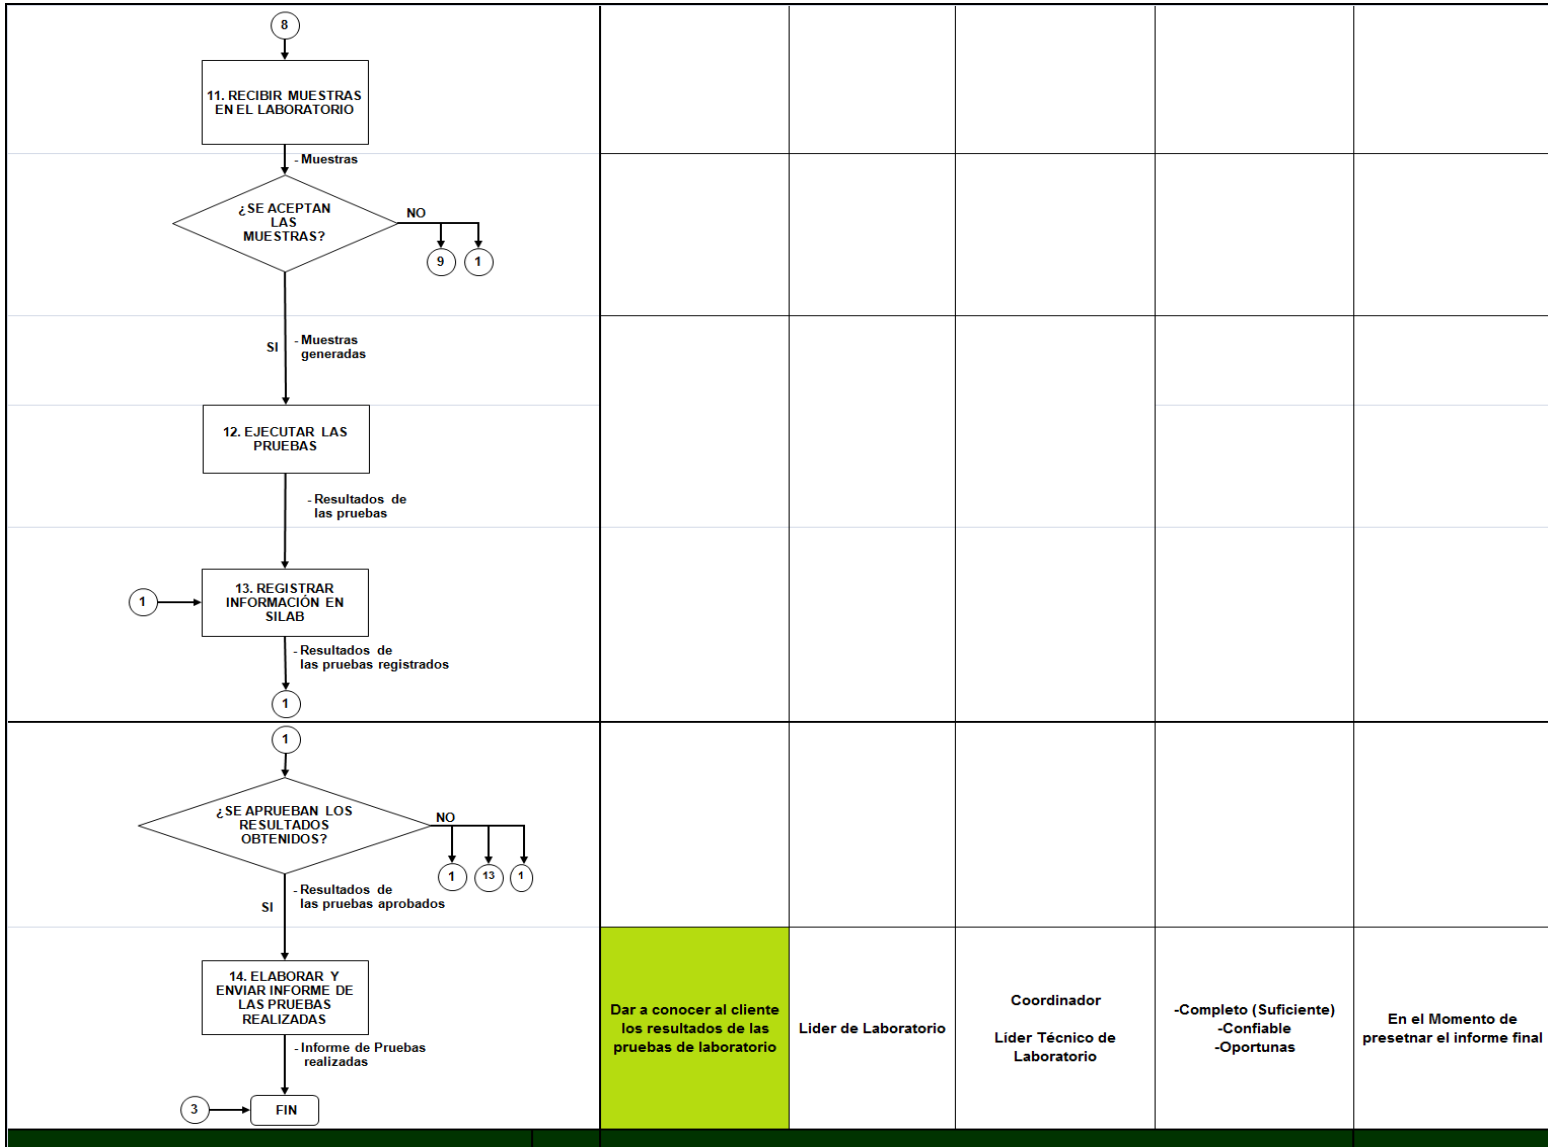 8
11. RECIBIR MUESTRAS
EN EL LABORATORIO
- Muestras
¿SE ACEPTAN
LAS
MUESTRAS?
NO
9
1
SI
- Muestras
generadas
12. EJECUTAR LAS
PRUEBAS
- Resultados de
las pruebas
1
13. REGISTRAR
INFORMACIÓN EN
SILAB
- Resultados de
las pruebas registrados
1
1
¿SE APRUEBAN LOS
RESULTADOS
OBTENIDOS?
NO
1
13
1
SI
- Resultados de
las pruebas aprobados
14. ELABORAR Y
ENVIAR INFORME DE
LAS PRUEBAS
REALIZADAS
- Informe de Pruebas
realizadas
3
FIN
Dar a conocer al cliente
los resultados de las
pruebas de laboratorio
Lider de Laboratorio
Coordinador
Líder Técnico de
Laboratorio
-Completo (Suficiente)
-Confiable
-Oportunas
En el Momento de
presetnar el informe final